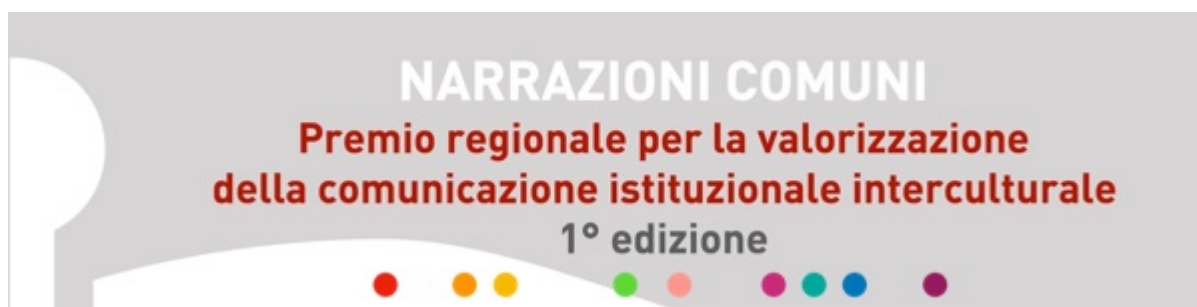 NARRAZIONI COMUNI
Premio regionale per la valorizzazione
della comunicazione istituzionale interculturale
1° edizione